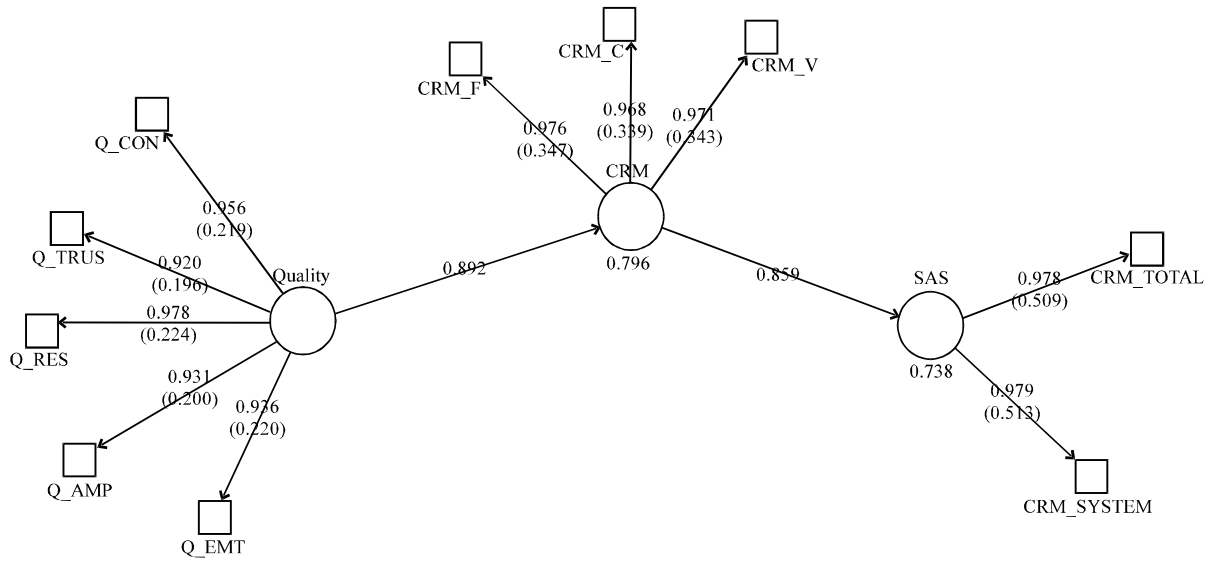 CRM_C
CRM_V
CRM_F
0.968
(0.339)
0.971
(0.343)
0.976
(0.347)
Q_CON
CRM
0.956
(0.219)
Q_TRUS
0.920
(0.196)
Quality
0.892
0.796
0.859
SAS
0.978
(0.509)
CRM_TOTAL
0.978
(0.224)
Q_RES
0.738
0.931
(0.200)
0.936
(0.220)
0.979
(0.513)
Q_AMP
CRM_SYSTEM
Q_EMT